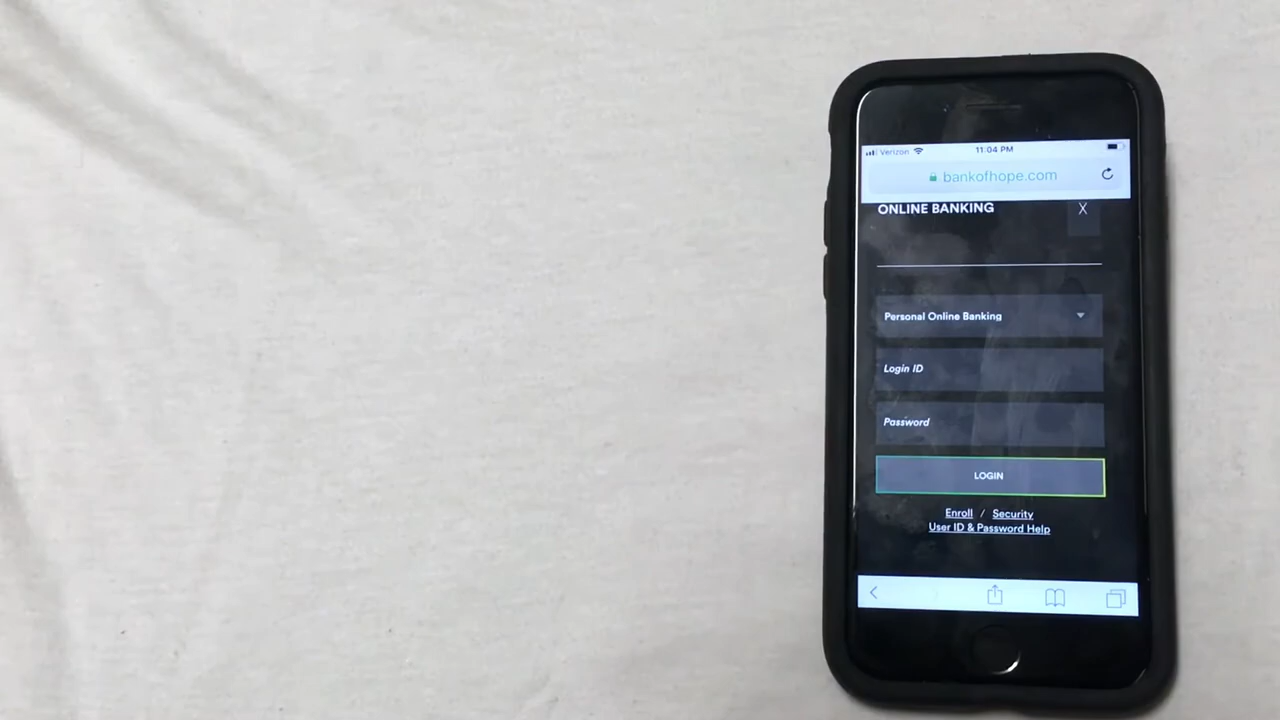 Verizon 11:04 PM
bankofhope.com
ONLINE BANKING X
Personal Online Banking
Login ID
Password
LOGIN
Enroll / Security
User ID & Password Help